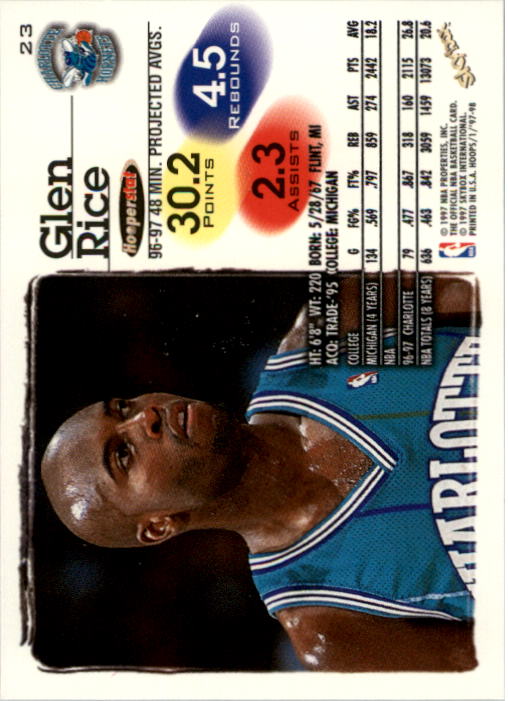 23
CHARLOTTE
HORNETS
Glen
Rice
Hooperstat
96-97 48 MIN. PROJECTED AVGS.
30.2
POINTS
4.5
REBOUNDS
2.3
ASSISTS
HT: 6'8" WT: 220 BORN: 5/28/67 FLINT, MI
ACQ: TRADE-'95 COLLEGE: MICHIGAN
COLLEGE G FG% FT% REB AST PTS AVG
MICHIGAN (4 YEARS) 134 .569 .797 859 274 2442 18.2
NBA
96-97 CHARLOTTE 79 .477 .867 318 160 2115 26.8
NBA TOTALS (8 YEARS) 636 .463 .842 3059 1459 13073 20.6
© 1997 NBA PROPERTIES, INC.
THE OFFICIAL NBA BASKETBALL CARD.
© 1997 SKYBOX INTERNATIONAL.
PRINTED IN U.S.A. HOOPS/1/'97-98
SKYBOX
HARLOTT